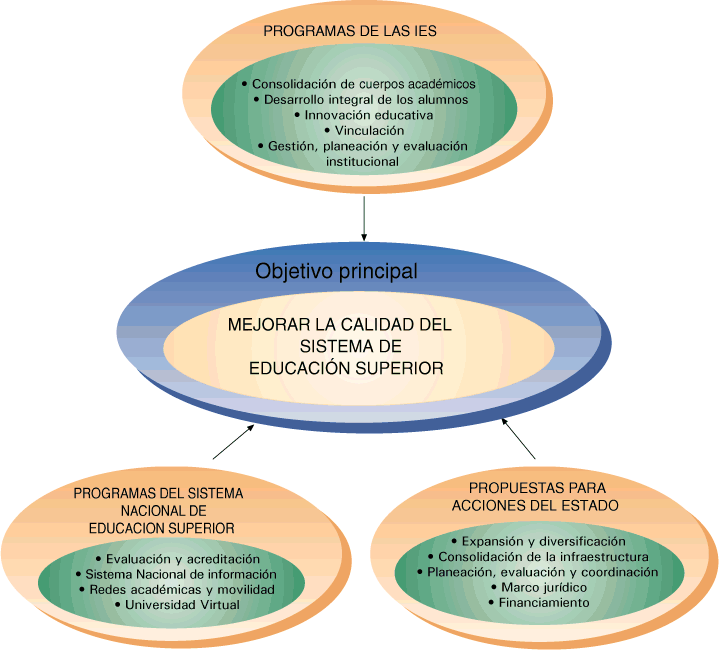 PROGRAMAS DE LAS IES
• Consolidación de cuerpos académicos
• Desarrollo integral de los alumnos
• Innovación educativa
• Vinculación
• Gestión, planeación y evaluación
institucional
Objetivo principal
MEJORAR LA CALIDAD DEL
SISTEMA DE
EDUCACIÓN SUPERIOR
PROGRAMAS DEL SISTEMA
NACIONAL DE
EDUCACION SUPERIOR
• Evaluación y acreditación
• Sistema Nacional de información
• Redes académicas y movilidad
• Universidad Virtual
PROPUESTAS PARA
ACCIONES DEL ESTADO
• Expansión y diversificación
• Consolidación de la infraestructura
• Planeación, evaluación y coordinación
• Marco jurídico
• Financiamiento